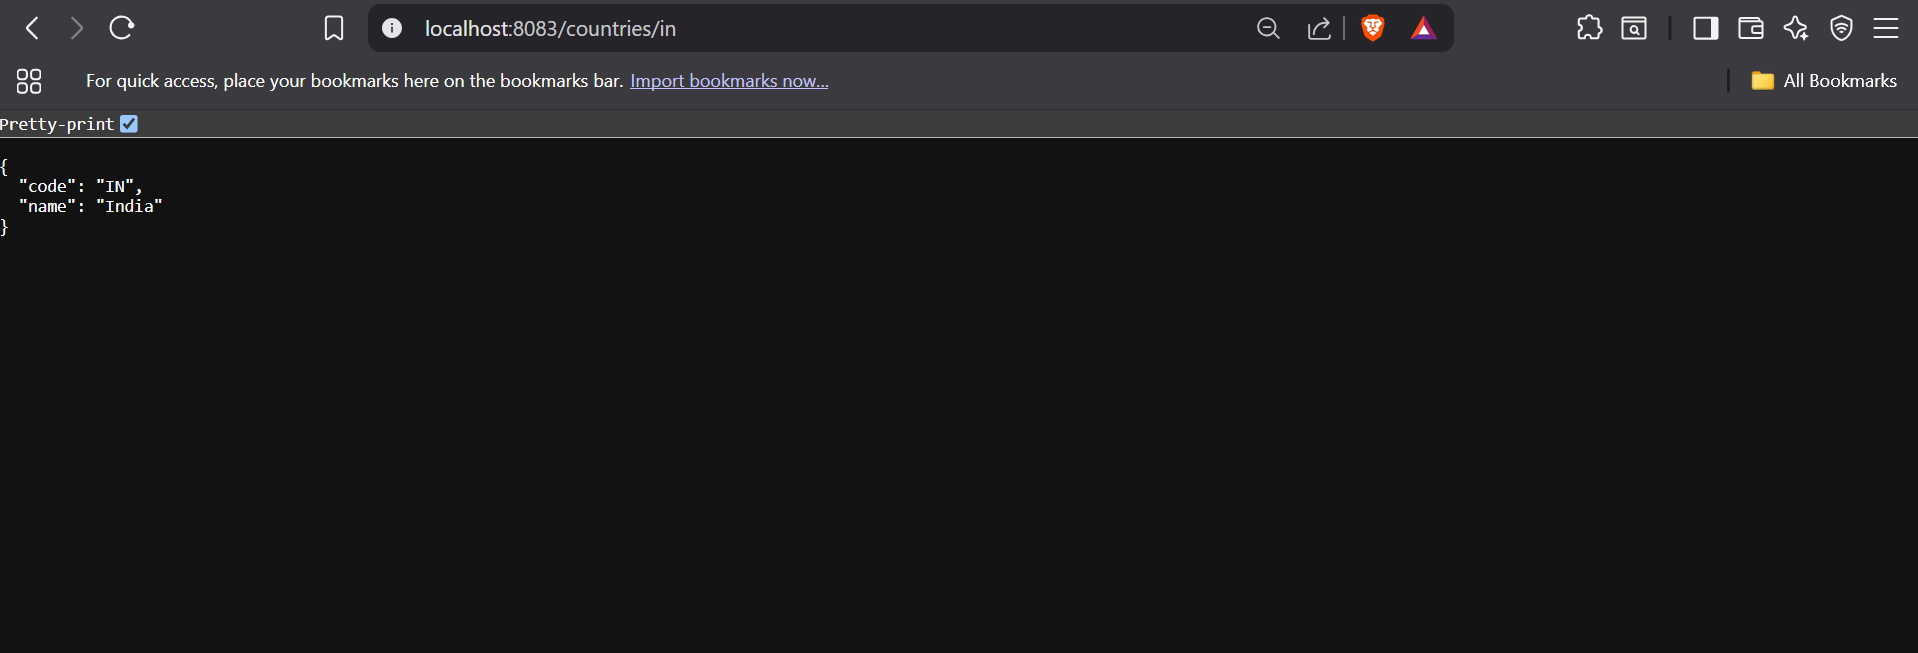 localhost:8083/countries/in
For quick access, place your bookmarks here on the bookmarks bar. Import bookmarks now...
All Bookmarks
Pretty-print
{
  "code": "IN",
  "name": "India"
}